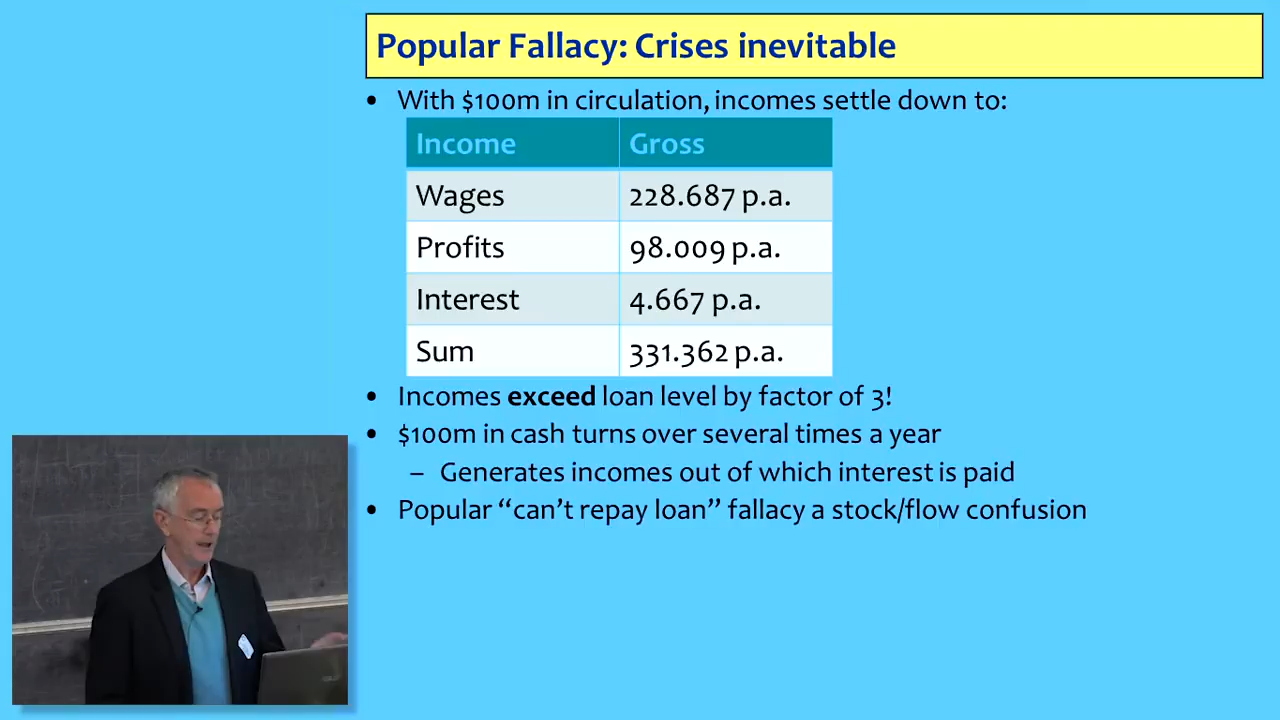 Popular Fallacy: Crises inevitable
• With $100m in circulation, incomes settle down to:
Income Gross
Wages 228.687 p.a.
Profits 98.009 p.a.
Interest 4.667 p.a.
Sum 331.362 p.a.
• Incomes exceed loan level by factor of 3!
• $100m in cash turns over several times a year
– Generates incomes out of which interest is paid
• Popular “can’t repay loan” fallacy a stock/flow confusion